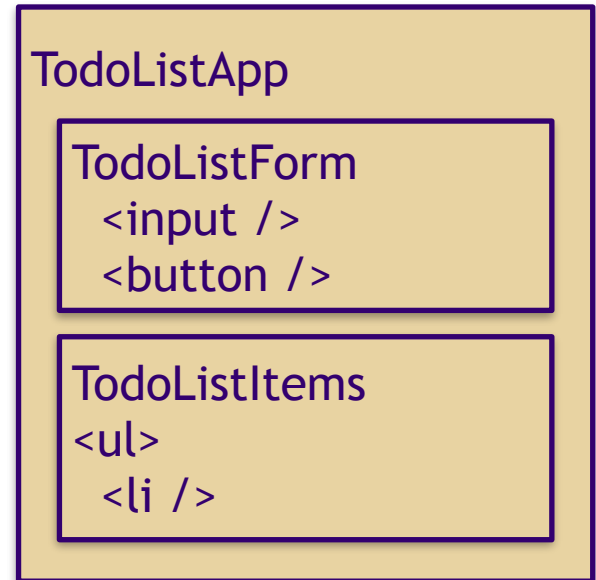 TodoListApp
TodoListForm
<input />
<button />
TodoListItems
<ul>
<li />